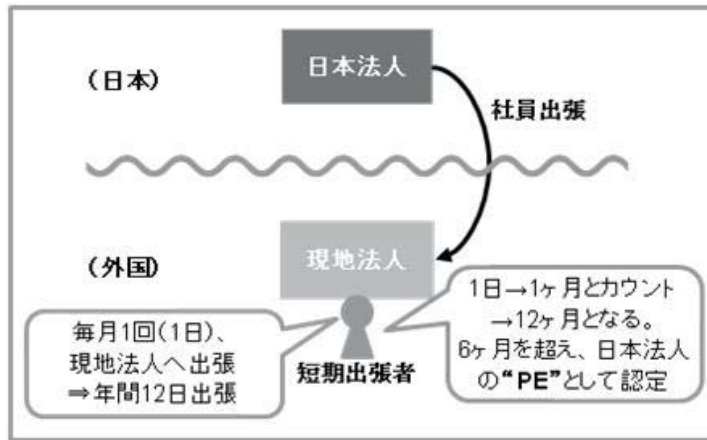 日本法人
(日本)
社員出張
現地法人
(外国)
1日→1ヶ月とカウント
→12ヶ月となる。
6ヶ月を超え、日本法人
の“PE”として認定
毎月1回(1日)、
現地法人へ出張
⇒年間12日出張
短期出張者